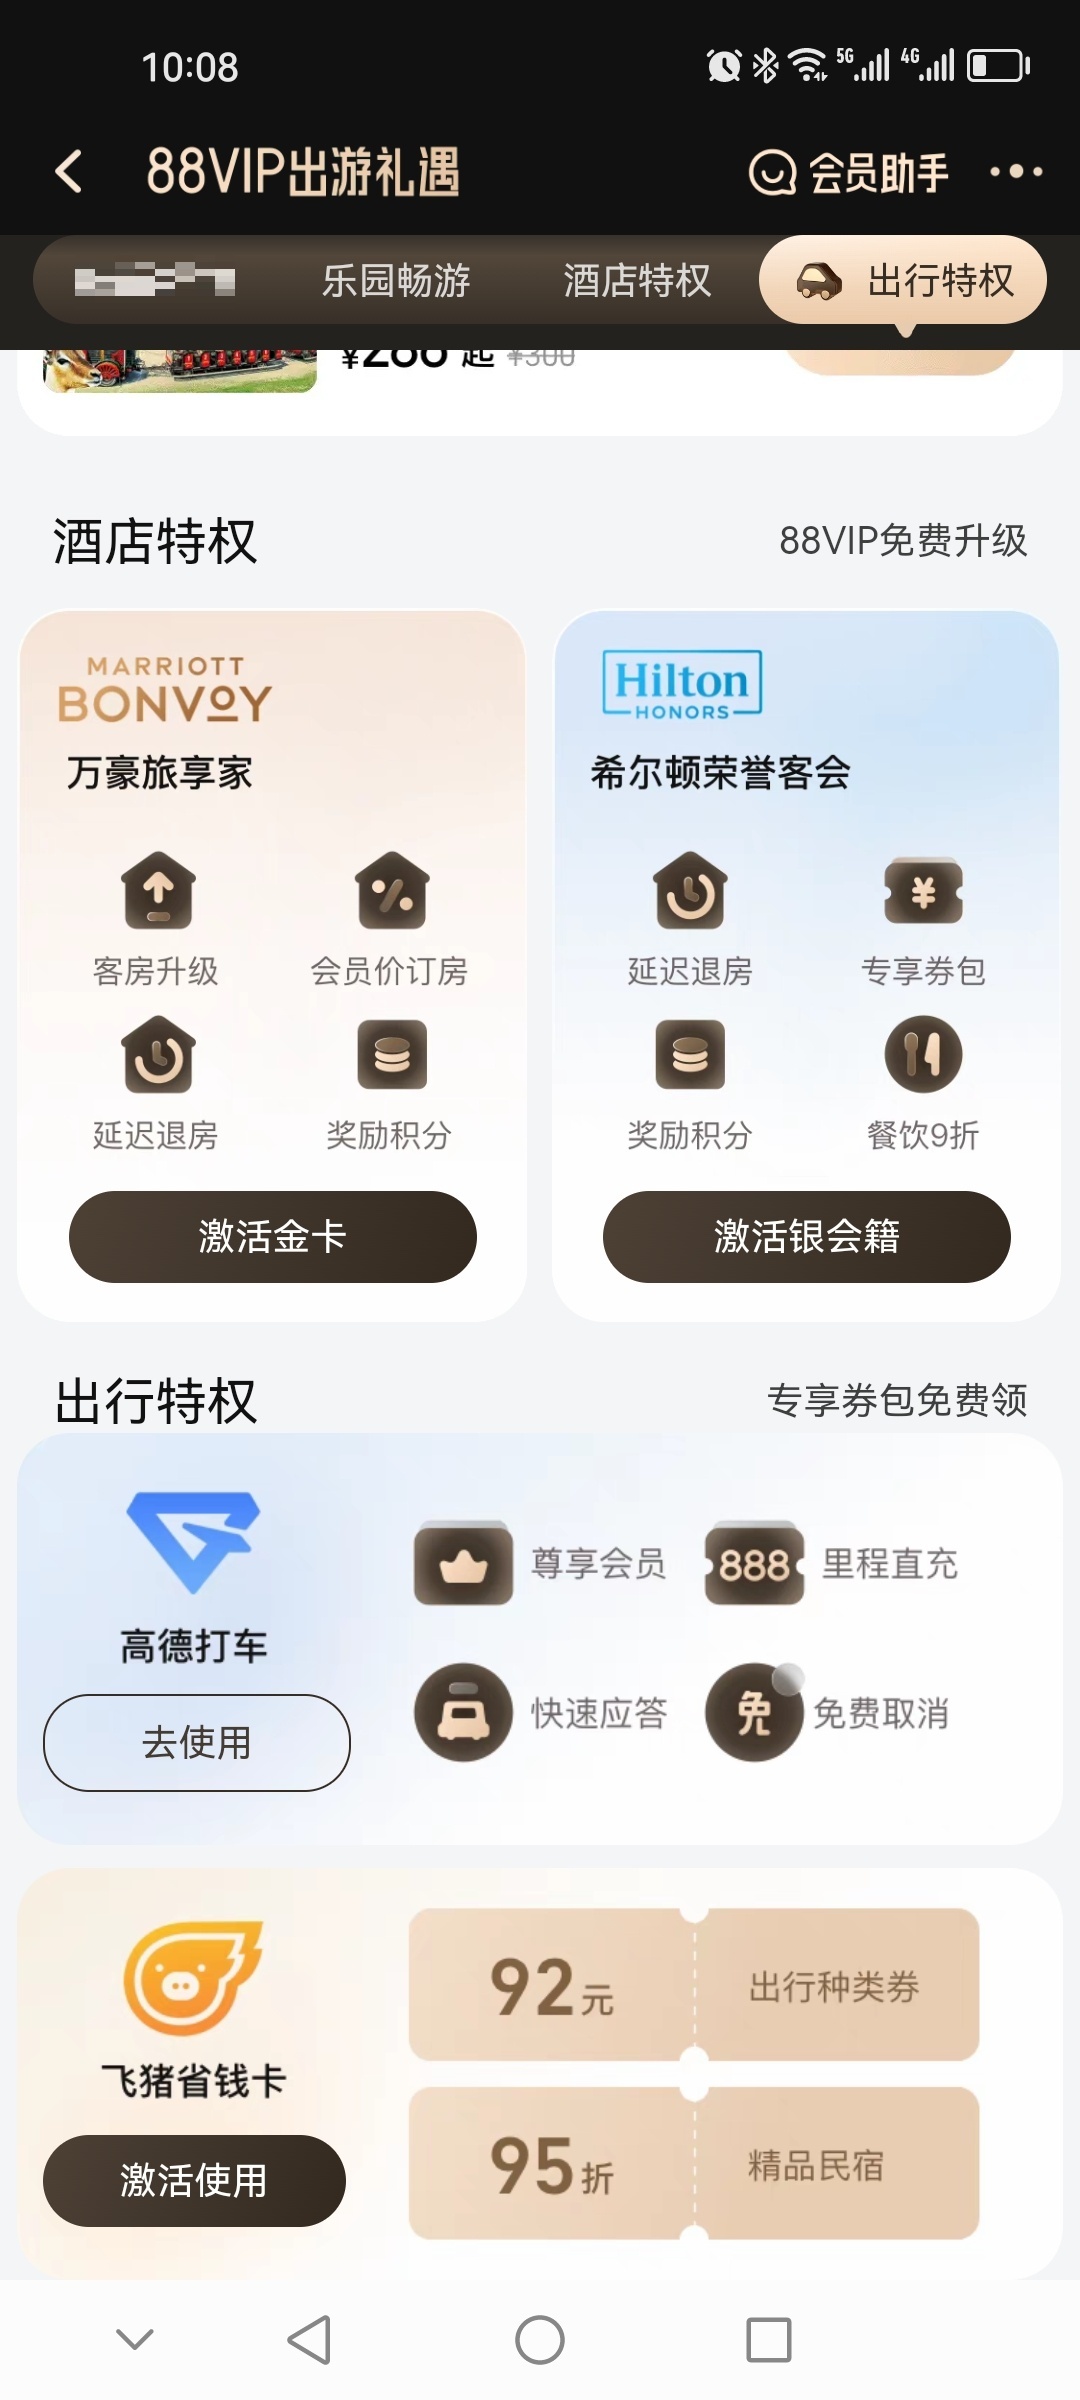 10:08
5G
4G
88VIP出游礼遇
会员助手
乐园畅游
酒店特权
出行特权
起 ¥300
酒店特权
88VIP免费升级
MARRIOTT
BONVOY
万豪旅享家
客房升级
会员价订房
延迟退房
奖励积分
激活金卡
Hilton
HONORS
希尔顿荣誉客会
延迟退房
专享券包
奖励积分
餐饮9折
激活银会籍
出行特权
专享券包免费领
高德打车
去使用
尊享会员
888 里程直充
快速应答
免 免费取消
飞猪省钱卡
激活使用
92元 出行种类券
95折 精品民宿